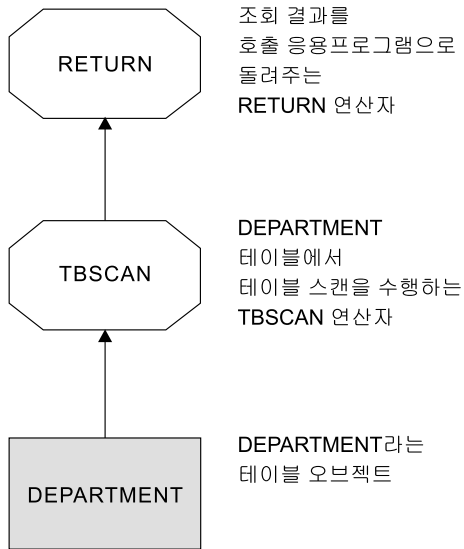 RETURN
조회 결과를
호출 응용프로그램으로
돌려주는
RETURN 연산자
TBSCAN
DEPARTMENT
테이블에서
테이블 스캔을 수행하는
TBSCAN 연산자
DEPARTMENT
DEPARTMENT라는
테이블 오브젝트